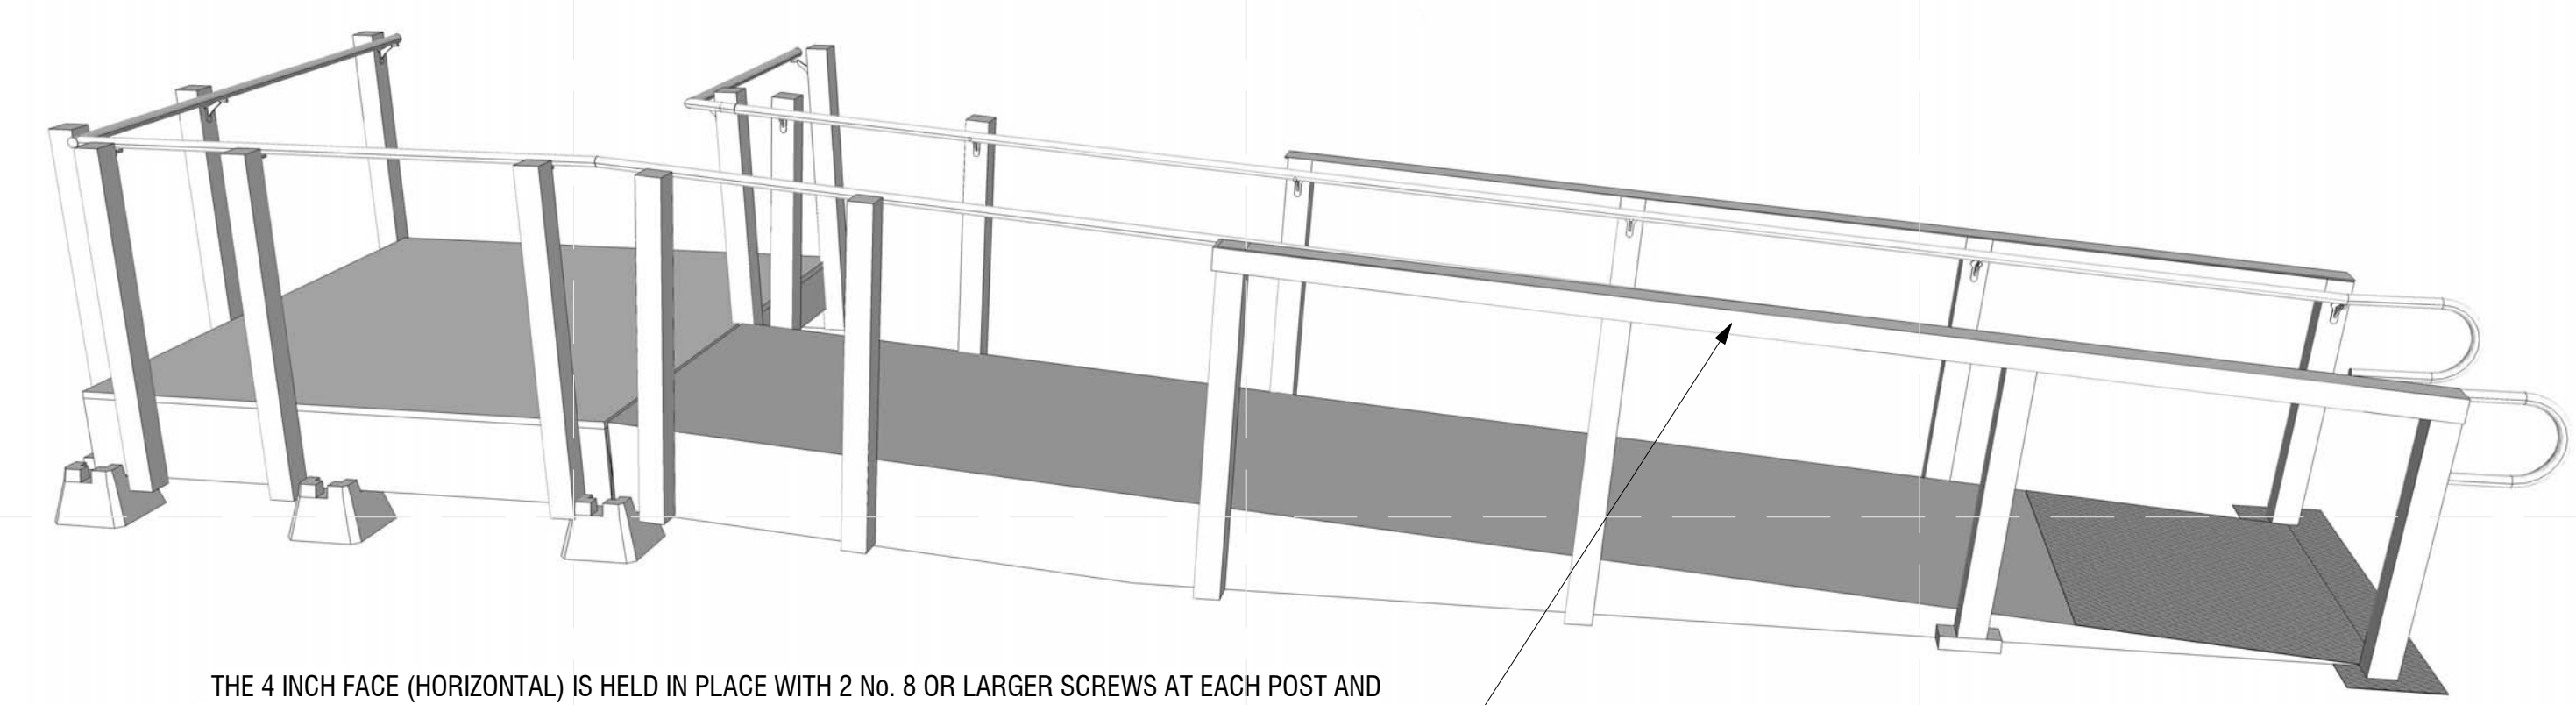 THE 4 INCH FACE (HORIZONTAL) IS HELD IN PLACE WITH 2 No. 8 OR LARGER SCREWS AT EACH POST AND